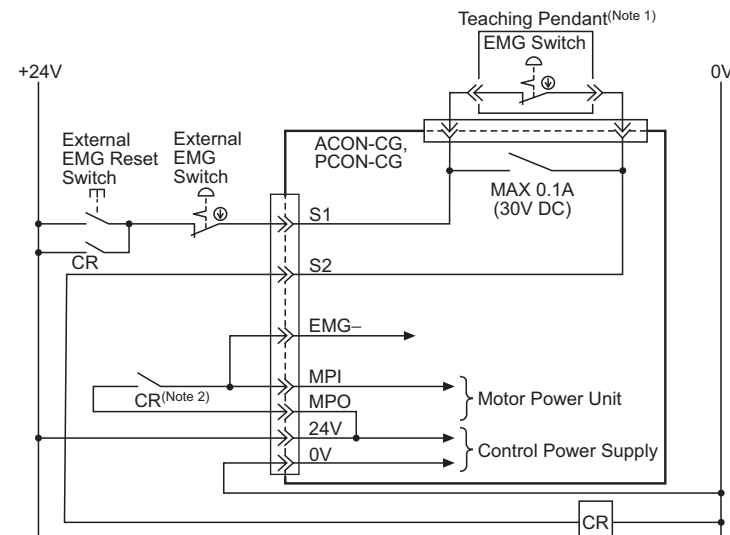 Teaching Pendant(Note 1)
EMG Switch
+24V
0V
External
EMG Reset
Switch
External
EMG
Switch
ACON-CG,
PCON-CG
MAX 0.1A
(30V DC)
S1
CR
S2
EMG–
MPI
CR(Note 2)
MPO
Motor Power Unit
24V
Control Power Supply
0V
CR